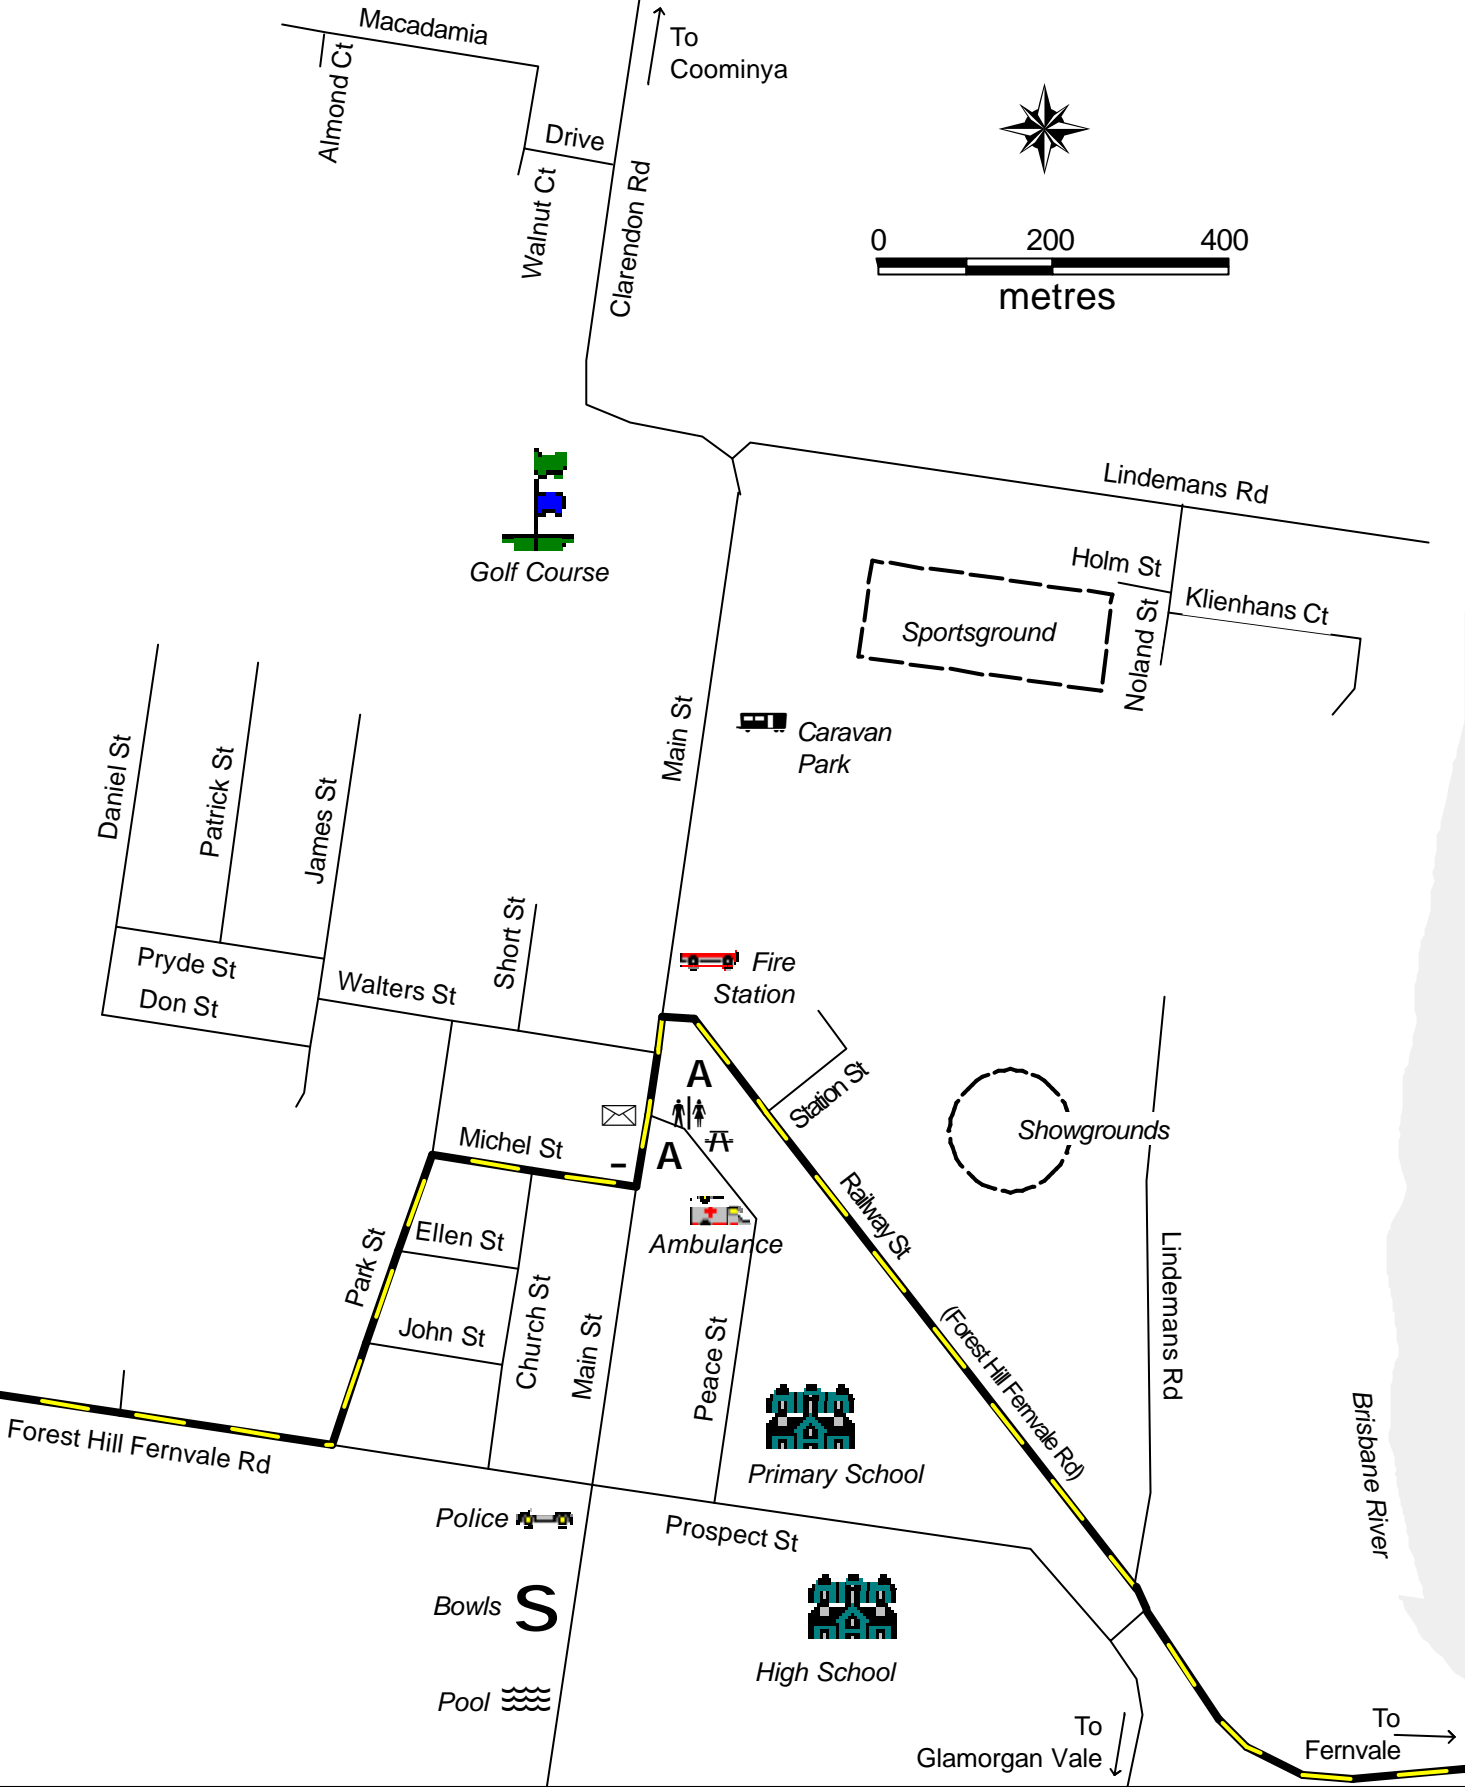 Macadamia
To
Coominya
Almond Ct
Drive
Walnut Ct
Clarendon Rd
0 200 400
metres
Lindemans Rd
Golf Course
Holm St
Klienhans Ct
Sportsground
Noland St
Main St
Caravan
Park
Daniel St
Patrick St
James St
Short St
Pryde St
Don St
Walters St
Fire
Station
A
Station St
Showgrounds
Michel St
A
Railway St
Ellen St
Ambulance
Park St
Lindemans Rd
John St
Church St
Main St
Peace St
(Forest Hill Fernvale Rd)
Forest Hill Fernvale Rd
Primary School
Brisbane River
Police
Prospect St
Bowls S
High School
Pool
To
Glamorgan Vale
To
Fernvale